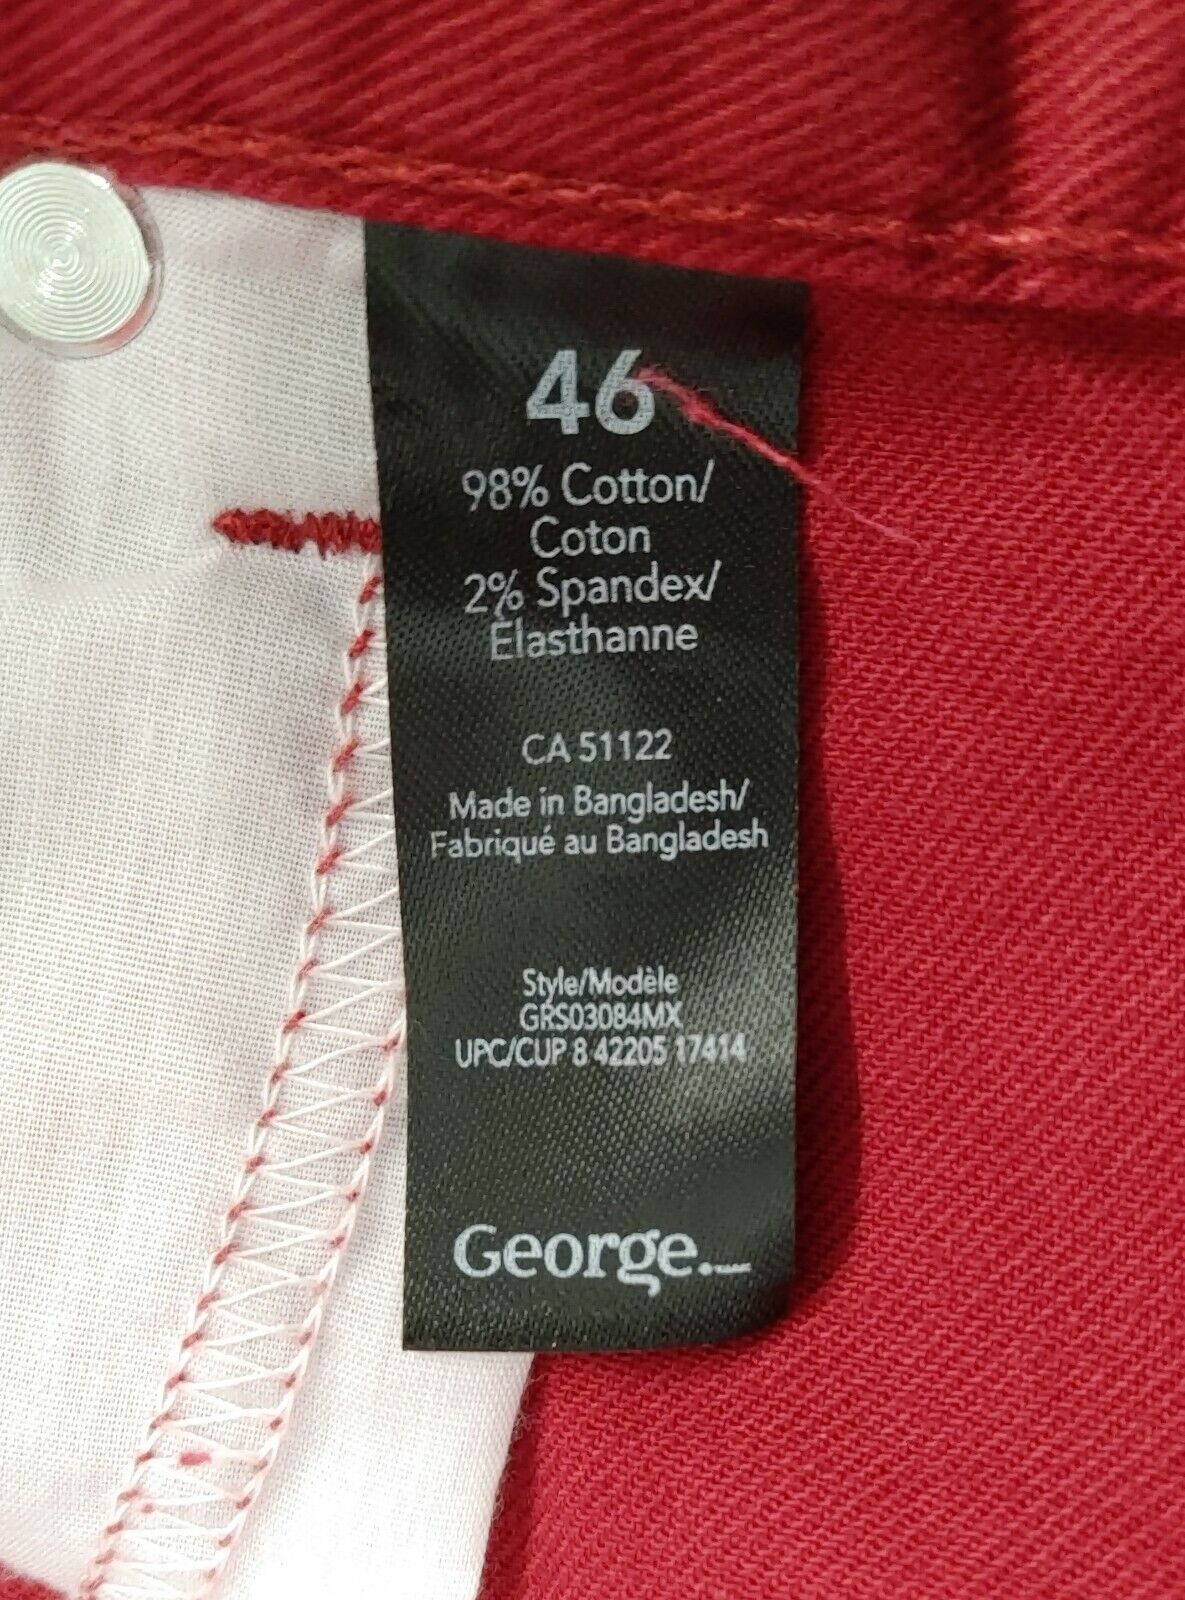 46
98% Cotton/
Coton
2% Spandex/
Élasthanne
CA 51122
Made in Bangladesh/
Fabriqué au Bangladesh
Style/Modèle
GRS03084MX
UPC/CUP 8 42205 17414
George.